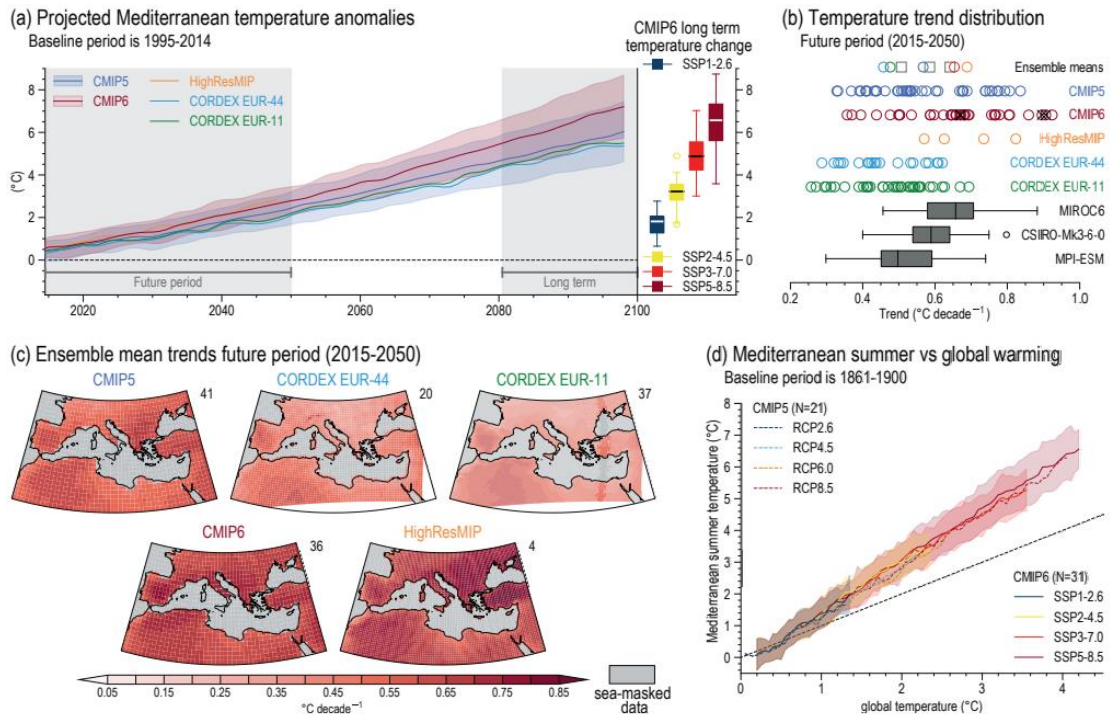 (a) Projected Mediterranean temperature anomalies
Baseline period is 1995-2014
CMIP6 long term
temperature change
CMIP5
CMIP6
HighResMIP
CORDEX EUR-44
CORDEX EUR-11
SSP1-2.6
SSP2-4.5
SSP3-7.0
SSP5-8.5
(°C)
8
6
4
2
0
Future period
Long term
2020
2040
2060
2080
2100
(b) Temperature trend distribution
Future period (2015-2050)
Ensemble means
CMIP5
CMIP6
HighResMIP
CORDEX EUR-44
CORDEX EUR-11
MIROC6
CSIRO-Mk3-6-0
MPI-ESM
0.2
0.4
0.6
0.8
1.0
Trend (°C decade⁻¹)
(c) Ensemble mean trends future period (2015-2050)
CMIP5
41
CORDEX EUR-44
20
CORDEX EUR-11
37
CMIP6
36
HighResMIP
4
0.05
0.15
0.25
0.35
0.45
0.55
0.65
0.75
0.85
°C decade⁻¹
sea-masked
data
(d) Mediterranean summer vs global warming
Baseline period is 1861-1900
CMIP5 (N=21)
RCP2.6
RCP4.5
RCP6.0
RCP8.5
CMIP6 (N=31)
SSP1-2.6
SSP2-4.5
SSP3-7.0
SSP5-8.5
Mediterranean summer temperature (°C)
8
7
6
5
4
3
2
1
0
0
1
2
3
4
global temperature (°C)